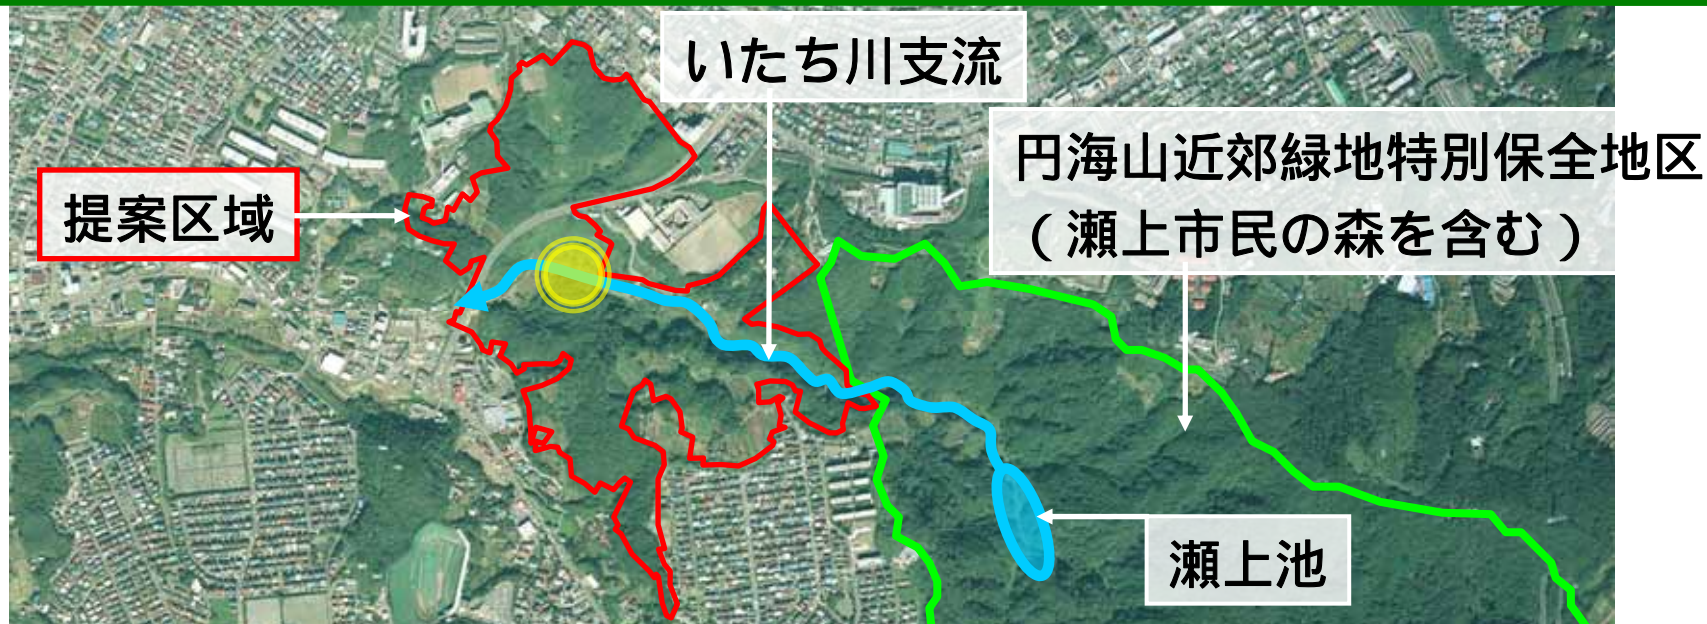 いたち川支流
円海山近郊緑地特別保全地区
（瀬上市民の森を含む）
提案区域
瀬上池